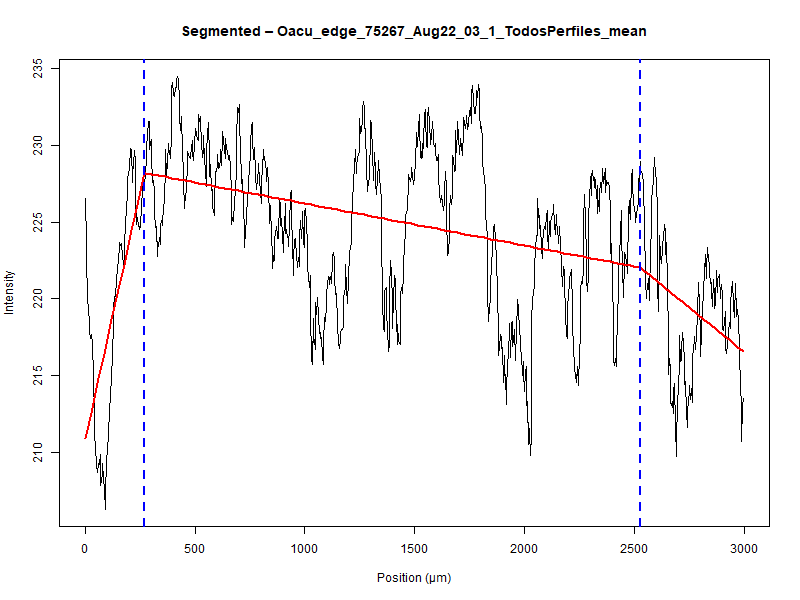 Segmented – Oacu_edge_75267_Aug22_03_1_TodosPerfiles_mean
Intensity
235
230
225
220
215
210
0 500 1000 1500 2000 2500 3000
Position (µm)